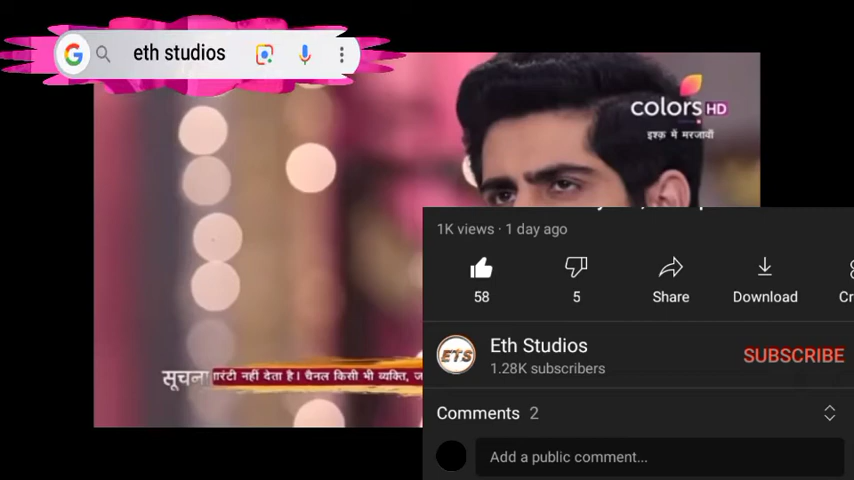 eth studios
colors HD
इश्क़ में मरजावाँ
1K views · 1 day ago
58
5
Share
Download
Eth Studios
1.28K subscribers
SUBSCRIBE
ETS
Comments 2
Add a public comment...
सूचना
गारंटी नहीं देता है। चैनल किसी भी व्यक्ति,